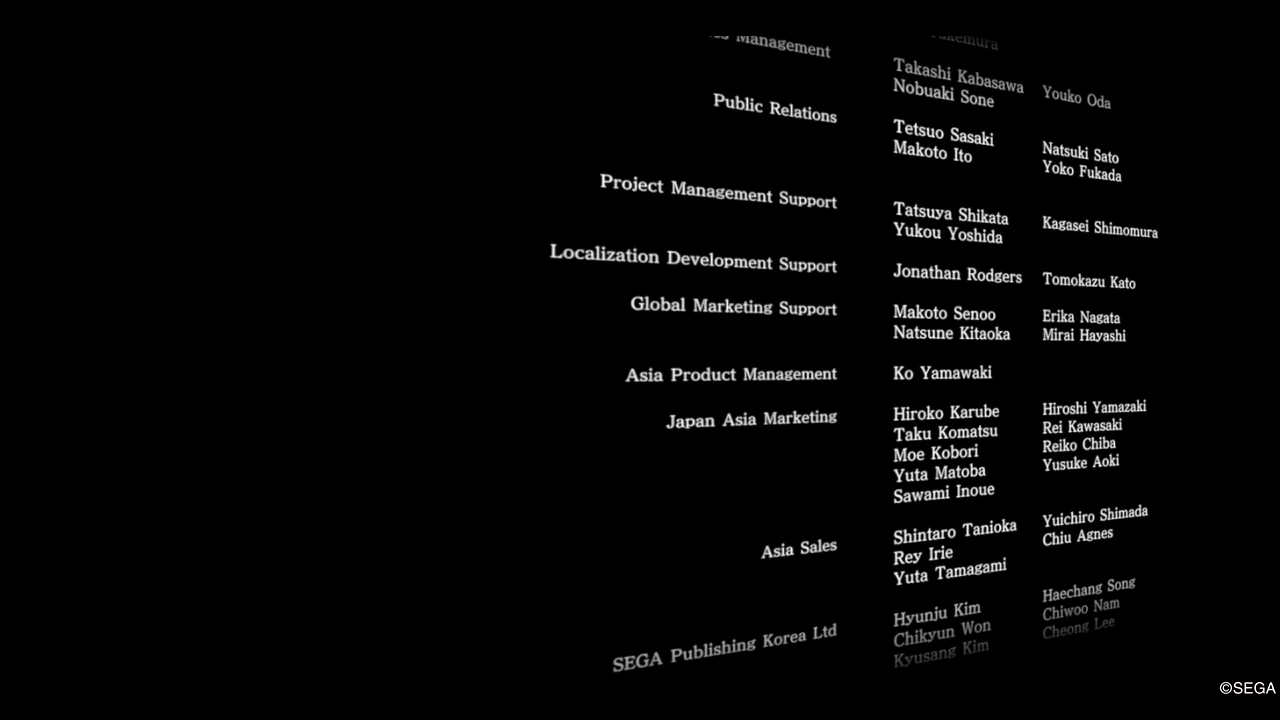 Management
Takashi Kabasawa Youko Oda
Nobuaki Sone
Public Relations
Tetsuo Sasaki Natsuki Sato
Makoto Ito Yoko Fukada
Project Management Support
Tatsuya Shikata Kagasei Shimomura
Yukou Yoshida
Localization Development Support Jonathan Rodgers Tomokazu Kato
Global Marketing Support Makoto Senoo Erika Nagata
Natsune Kitaoka Mirai Hayashi
Asia Product Management Ko Yamawaki
Japan Asia Marketing Hiroko Karube Hiroshi Yamazaki
Taku Komatsu Rei Kawasaki
Moe Kobori Reiko Chiba
Yuta Matoba Yusuke Aoki
Sawami Inoue
Asia Sales Shintaro Tanioka Yuichiro Shimada
Rey Irie Chiu Agnes
Yuta Tamagami
SEGA Publishing Korea Ltd Hyunju Kim Haechang Song
Chikyun Won Chiwoo Nam
Kyusang Kim Cheong Lee
©SEGA